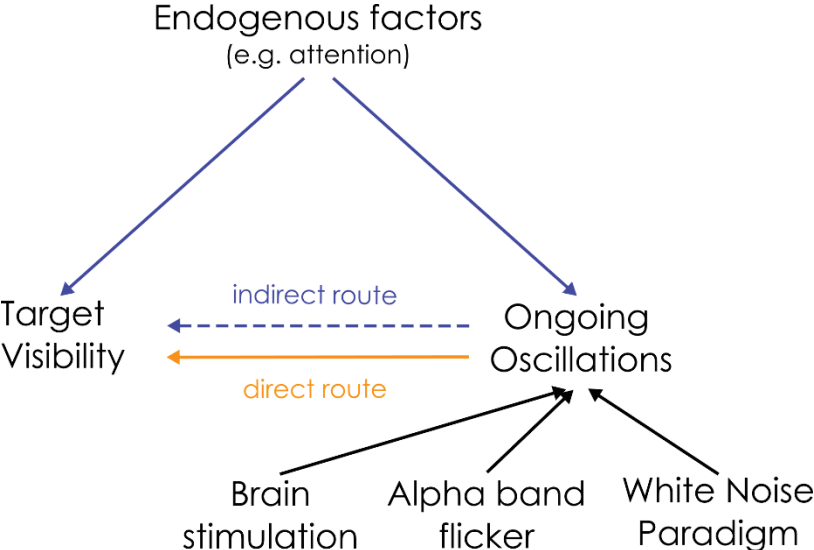 Endogenous factors
(e.g. attention)
indirect route
Target
Visibility
Ongoing
Oscillations
direct route
Brain
stimulation
Alpha band
flicker
White Noise
Paradigm